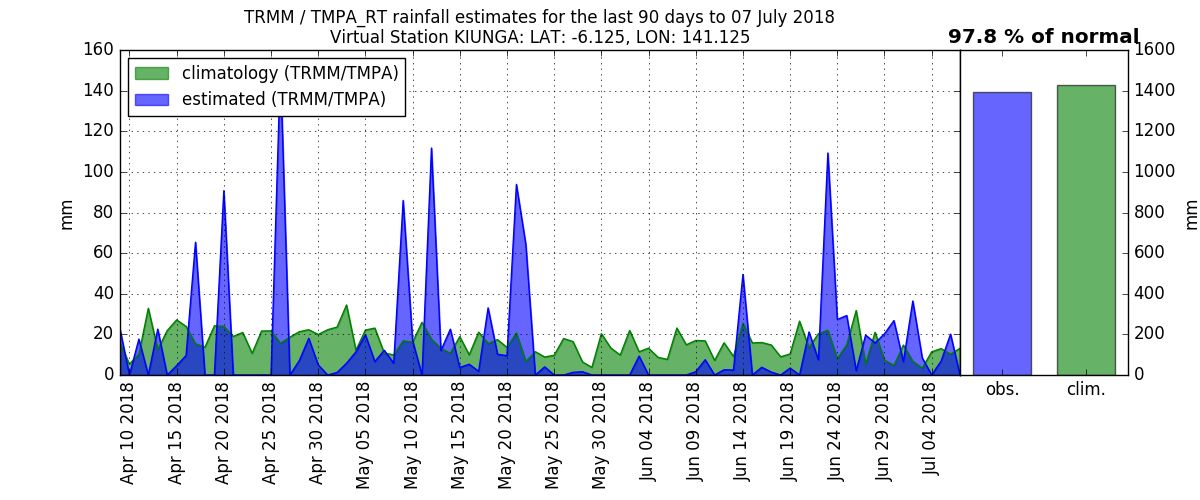 TRMM / TMPA_RT rainfall estimates for the last 90 days to 07 July 2018
Virtual Station KIUNGA: LAT: -6.125, LON: 141.125
97.8 % of normal
climatology (TRMM/TMPA)
estimated (TRMM/TMPA)
mm
160
140
120
100
80
60
40
20
0
Apr 10 2018
Apr 15 2018
Apr 20 2018
Apr 25 2018
Apr 30 2018
May 05 2018
May 10 2018
May 15 2018
May 20 2018
May 25 2018
May 30 2018
Jun 04 2018
Jun 09 2018
Jun 14 2018
Jun 19 2018
Jun 24 2018
Jun 29 2018
Jul 04 2018
1600
1400
1200
1000
800
600
400
200
0
mm
obs.
clim.